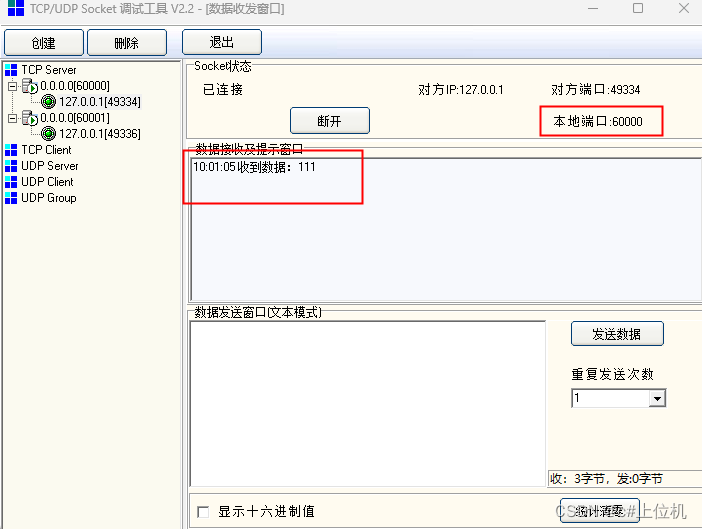 TCP/UDP Socket 调试工具 V2.2 - [数据收发窗口]
创建 删除 退出
TCP Server
0.0.0.0[60000]
127.0.0.1[49334]
0.0.0.0[60001]
127.0.0.1[49336]
TCP Client
UDP Server
UDP Client
UDP Group
Socket状态
已连接 对方IP:127.0.0.1 对方端口:49334
断开 本地端口:60000
数据接收及提示窗口
10:01:05收到数据：111
数据发送窗口(文本模式)
发送数据
重复发送次数
1
收：3字节，发:0字节
显示十六进制值
上位机